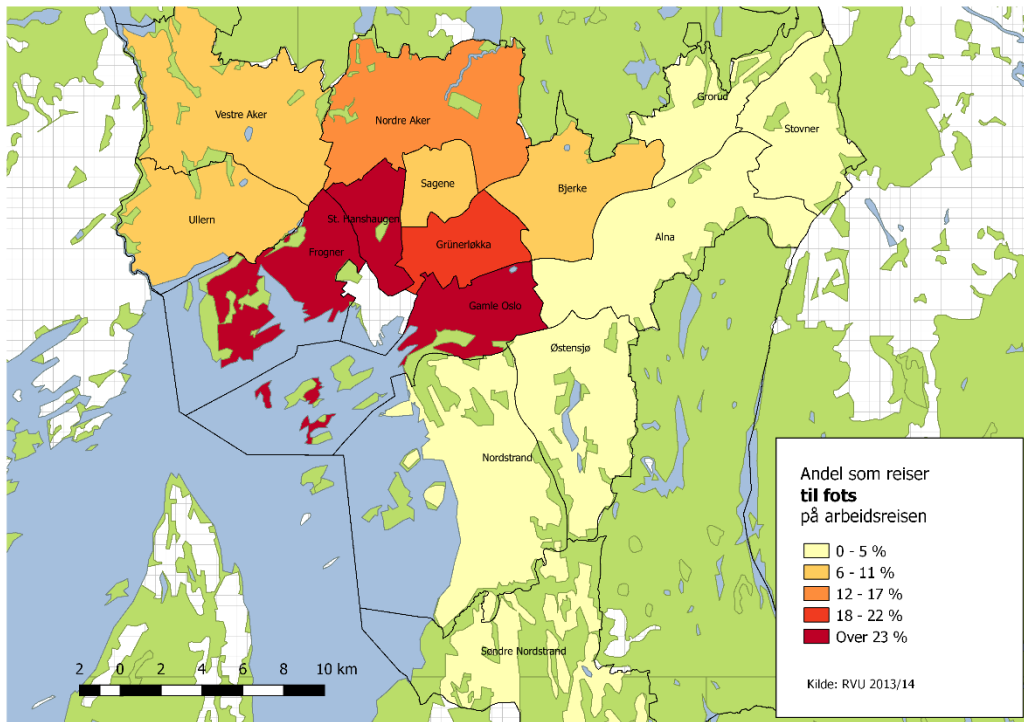 Vestre Aker
Nordre Aker
Grorud
Stovner
Sagene
Bjerke
Ullern
St. Hanshaugen
Alna
Frogner
Grünerløkka
Gamle Oslo
Østensjø
Nordstrand
Søndre Nordstrand
Andel som reiser
til fots
på arbeidsreisen
0 - 5 %
6 - 11 %
12 - 17 %
18 - 22 %
Over 23 %
Kilde: RVU 2013/14
2 0 2 4 6 8 10 km